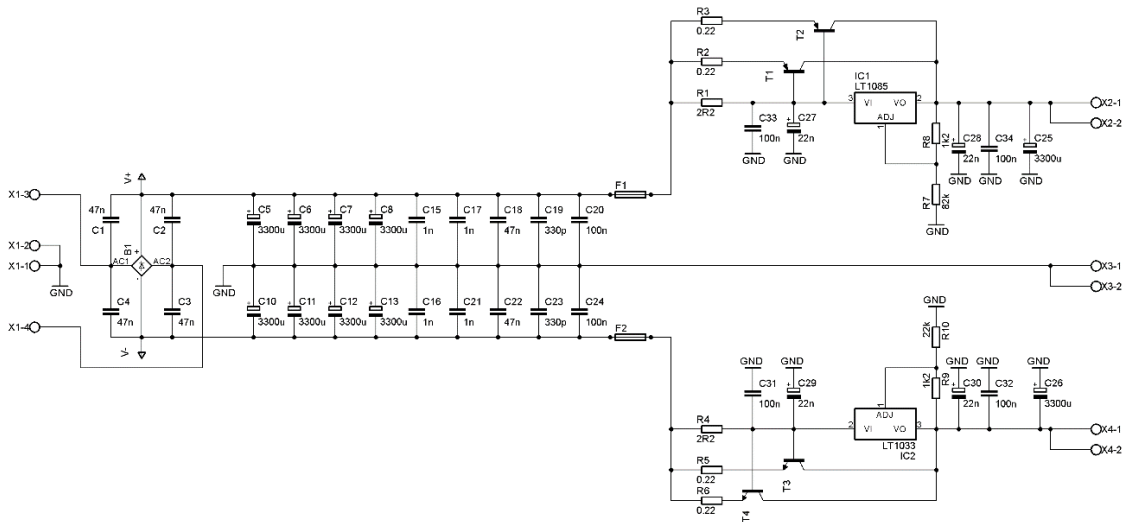 R3
0.22
T2
R2
0.22
T1
IC1
LT1085
R1
2R2
3 VI VO 2
ADJ
1
X2-1
X2-2
C33
100n
GND
+ C27
22n
GND
R8
1k2
+ C28
22n
GND
C34
100n
GND
+ C25
3300u
GND
R7
82k
GND
F1
V+
X1-3
47n
C1
47n
C2
+ C5
3300u
+ C6
3300u
+ C7
3300u
+ C8
3300u
C15
1n
C17
1n
C18
47n
C19
330p
C20
100n
X1-2
X1-1
GND
B1
+
AC1
AC2
-
GND
X3-1
X3-2
C4
47n
C3
47n
+ C10
3300u
+ C11
3300u
+ C12
3300u
+ C13
3300u
C16
1n
C21
1n
C22
47n
C23
330p
C24
100n
X1-4
V-
F2
GND
22k
R10
GND
C31
100n
GND
+ C29
22n
1k2
R9
GND
+ C30
22n
GND
C32
100n
GND
+ C26
3300u
1
ADJ
R4
2R2
2 VI VO 3
LT1033
IC2
X4-1
X4-2
R5
0.22
T3
R6
0.22
T4